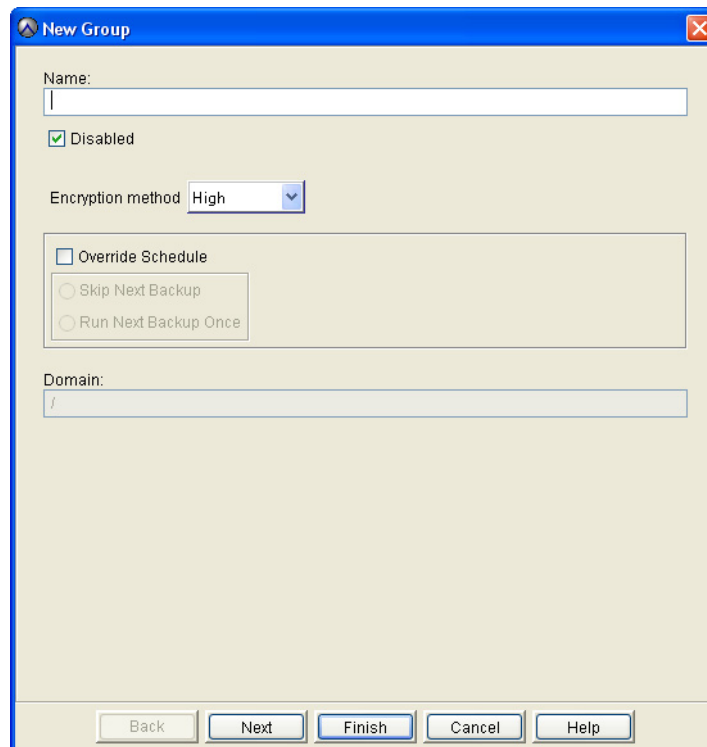 New Group
Name:
Disabled
Encryption method High
Override Schedule
Skip Next Backup
Run Next Backup Once
Domain:
/
Back Next Finish Cancel Help